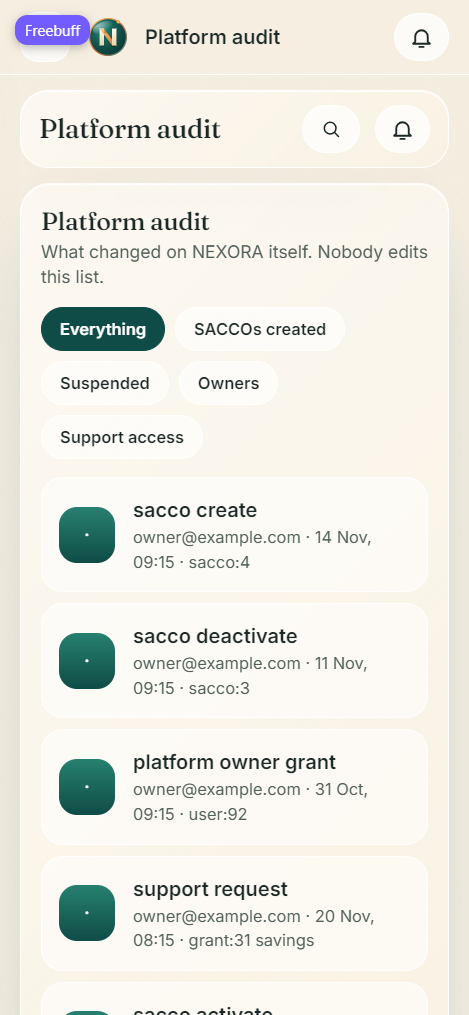 Freebuff
N
Platform audit
Platform audit
Platform audit
What changed on NEXORA itself. Nobody edits
this list.
Everything
SACCOs created
Suspended
Owners
Support access
sacco create
owner@example.com · 14 Nov,
09:15 · sacco:4
sacco deactivate
owner@example.com · 11 Nov,
09:15 · sacco:3
platform owner grant
owner@example.com · 31 Oct,
09:15 · user:92
support request
owner@example.com · 20 Nov,
08:15 · grant:31 savings
sacco activate